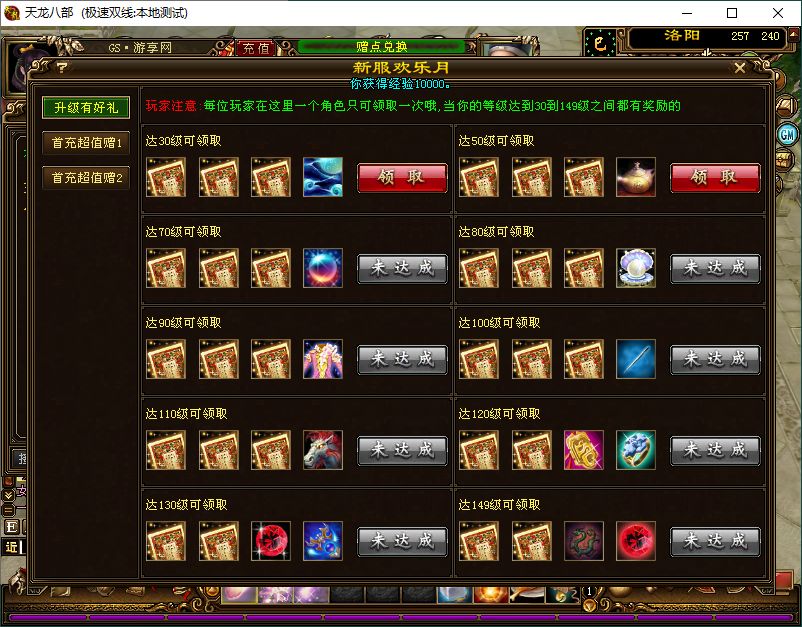 天龙八部 (极速双线:本地测试)
GS·游享网
充值
赠点兑换
洛阳
257 240
?
新服欢乐月
你获得经验10000。
升级有好礼
首充超值赠1
首充超值赠2
玩家注意:每位玩家在这里一个角色只可领取一次哦,当你的等级达到30到149级之间都有奖励的
达30级可领取
领取
达50级可领取
领取
达70级可领取
未达成
达80级可领取
未达成
达90级可领取
未达成
达100级可领取
未达成
达110级可领取
未达成
达120级可领取
未达成
达130级可领取
未达成
达149级可领取
未达成
GM
近
1